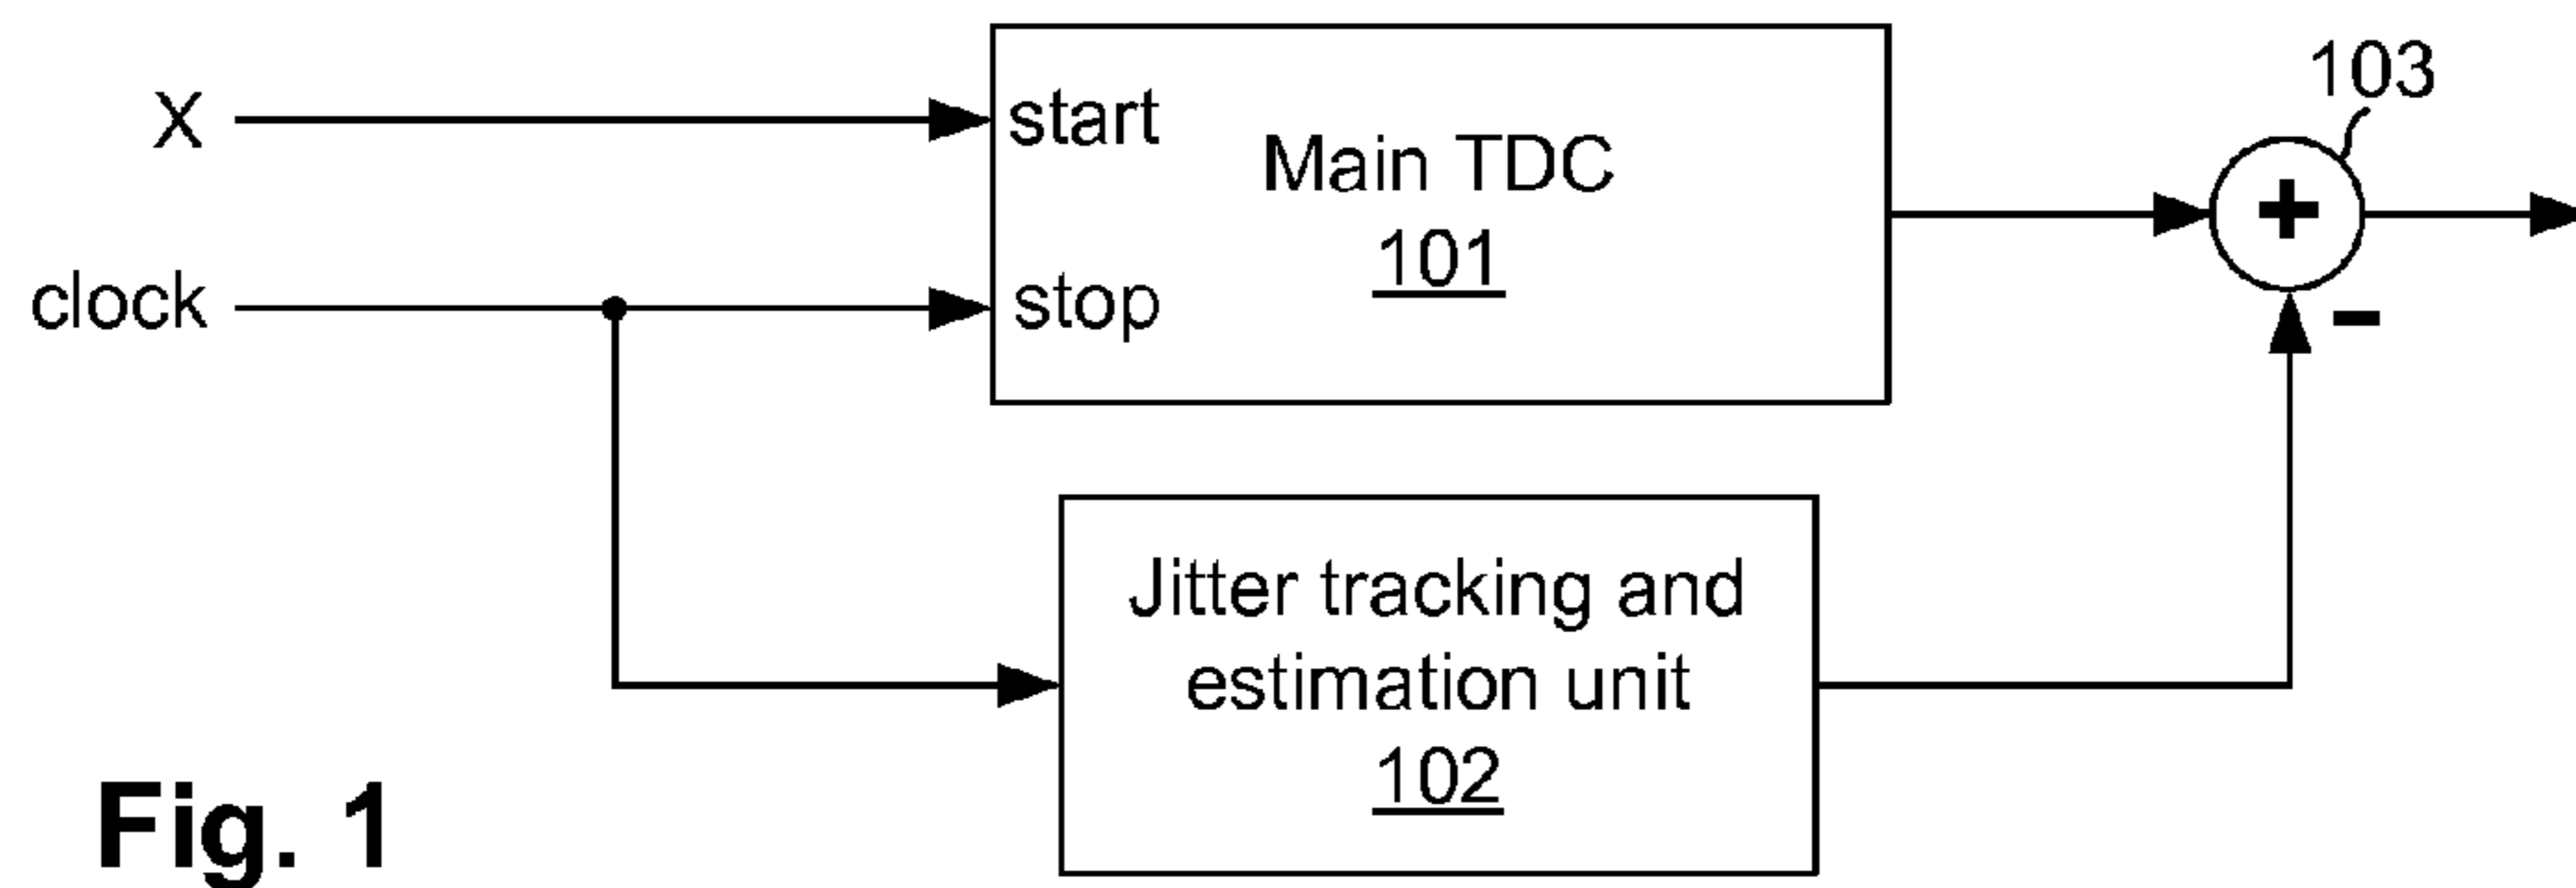 103
X
start
Main TDC
101
+
clock
stop
-
Jitter tracking and
estimation unit
102
Fig. 1